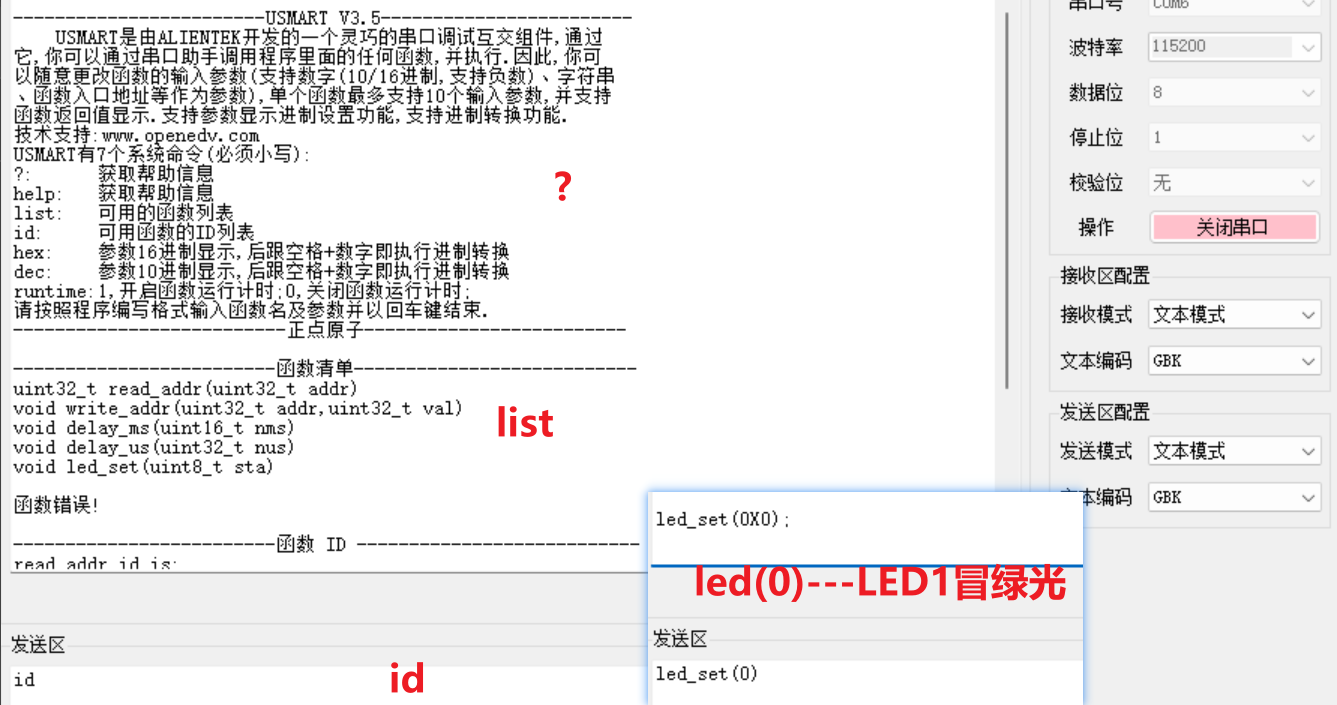 ------------------------USMART V3.5------------------------
USMART是由ALIENTEK开发的一个灵巧的串口调试互交组件,通过
它,你可以通过串口助手调用程序里面的任何函数,并执行.因此,你可
以随意更改函数的输入参数(支持数字(10/16进制,支持负数)、字符串
、函数入口地址等作为参数),单个函数最多支持10个输入参数,并支持
函数返回值显示.支持参数显示进制设置功能,支持进制转换功能.
技术支持:www.openedv.com
USMART有7个系统命令(必须小写):
?: 获取帮助信息
help: 获取帮助信息
list: 可用的函数列表
id: 可用函数的ID列表
hex: 参数16进制显示,后跟空格+数字即执行进制转换
dec: 参数10进制显示,后跟空格+数字即执行进制转换
runtime:1,开启函数运行计时;0,关闭函数运行计时;
请按照程序编写格式输入函数名及参数并以回车键结束.
--------------------------正点原子-------------------------
?
-------------------------函数清单---------------------------
uint32_t read_addr(uint32_t addr)
void write_addr(uint32_t addr,uint32_t val)
void delay_ms(uint16_t nms)
void delay_us(uint32_t nus)
void led_set(uint8_t sta)
list
函数错误!
-------------------------函数 ID ---------------------------
read_addr id is:
发送区
id
id
led_set(0X0);
led(0)---LED1冒绿光
发送区
led_set(0)
串口号 COM6
波特率 115200
数据位 8
停止位 1
校验位 无
操作 关闭串口
接收区配置
接收模式 文本模式
文本编码 GBK
发送区配置
发送模式 文本模式
文本编码 GBK